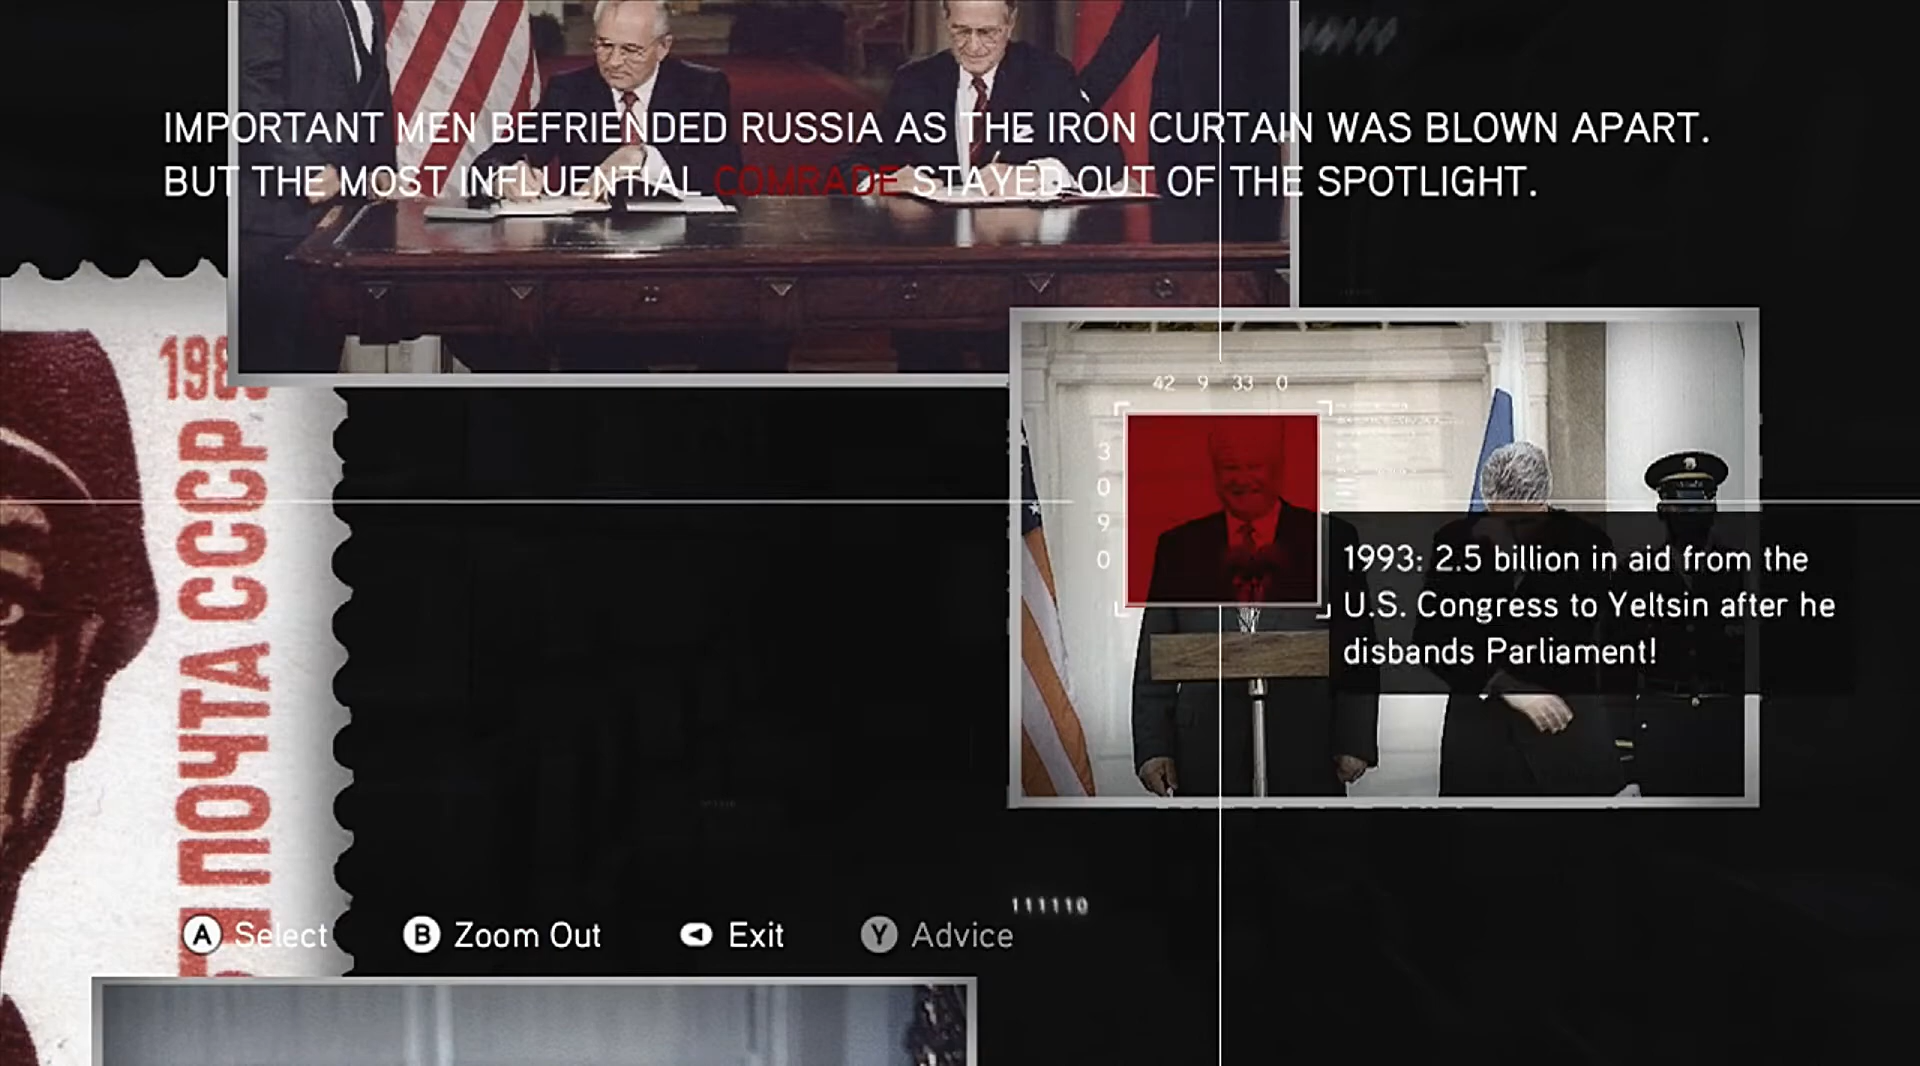 IMPORTANT MEN BEFRIENDED RUSSIA AS THE IRON CURTAIN WAS BLOWN APART.
BUT THE MOST INFLUENTIAL COMRADE STAYED OUT OF THE SPOTLIGHT.
198
ПОЧТА СССР
42 9 33 0
3
0
9
0
1993: 2.5 billion in aid from the
U.S. Congress to Yeltsin after he
disbands Parliament!
111110
A Select
B Zoom Out
Exit
Y Advice